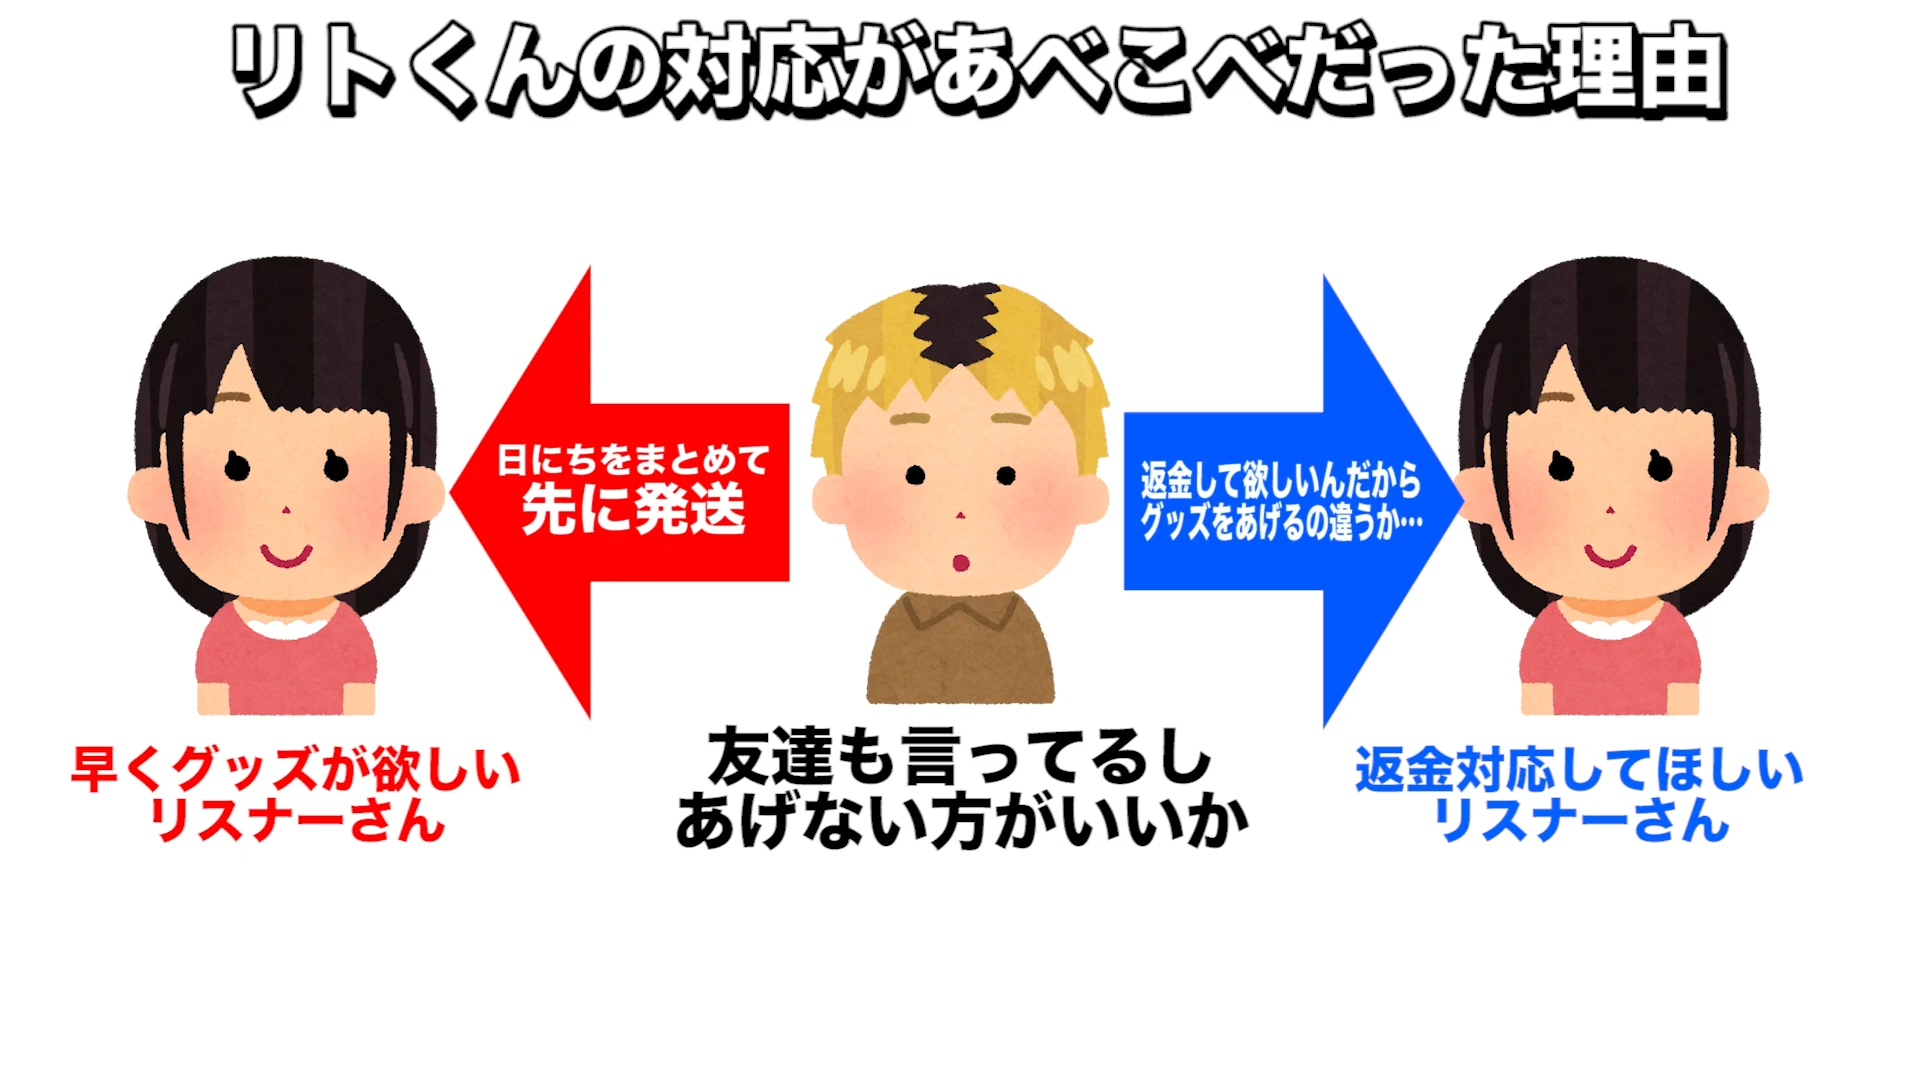 リトくんの対応があべこべだった理由
日にちをまとめて
先に発送
返金して欲しいんだから
グッズをあげるの違うか…
早くグッズが欲しい
リスナーさん
友達も言ってるし
あげない方がいいか
返金対応してほしい
リスナーさん